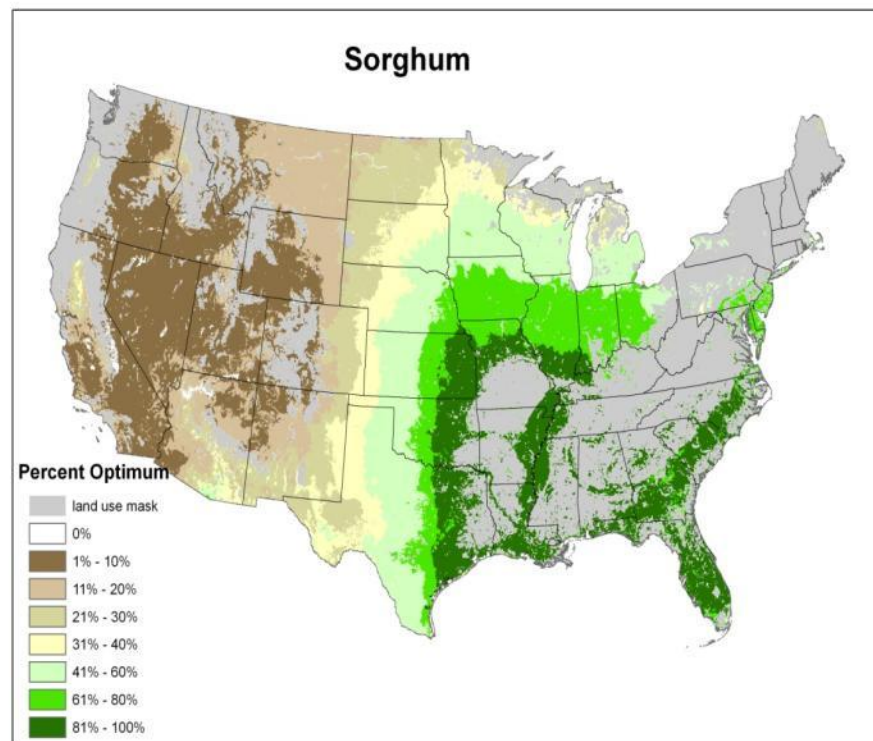 Sorghum
Percent Optimum
land use mask
0%
1% - 10%
11% - 20%
21% - 30%
31% - 40%
41% - 60%
61% - 80%
81% - 100%